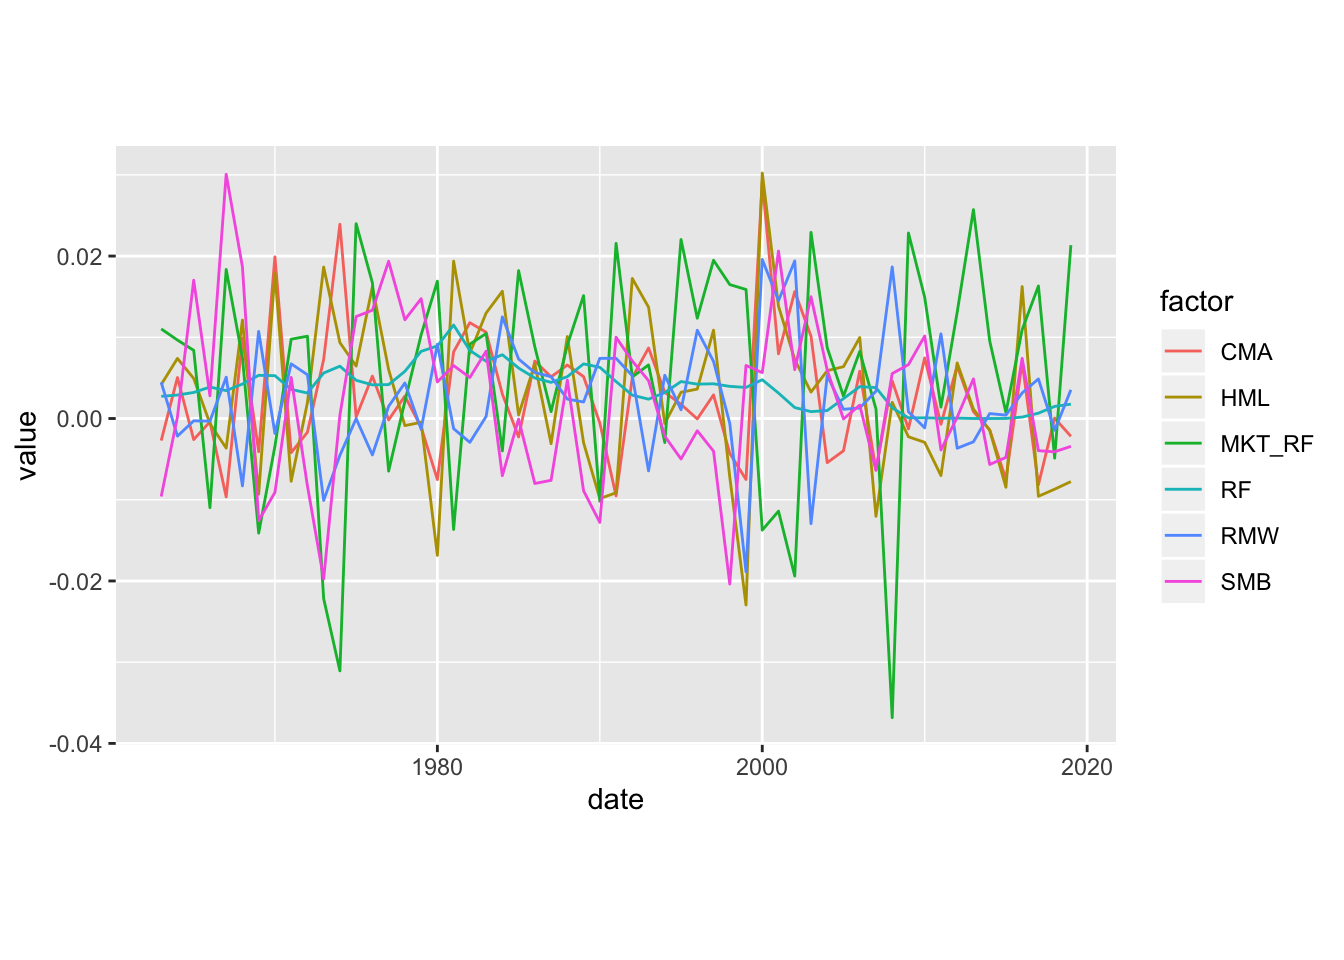 0.02
0.00
-0.02
-0.04
value
1980
2000
2020
date
factor
CMA
HML
MKT_RF
RF
RMW
SMB